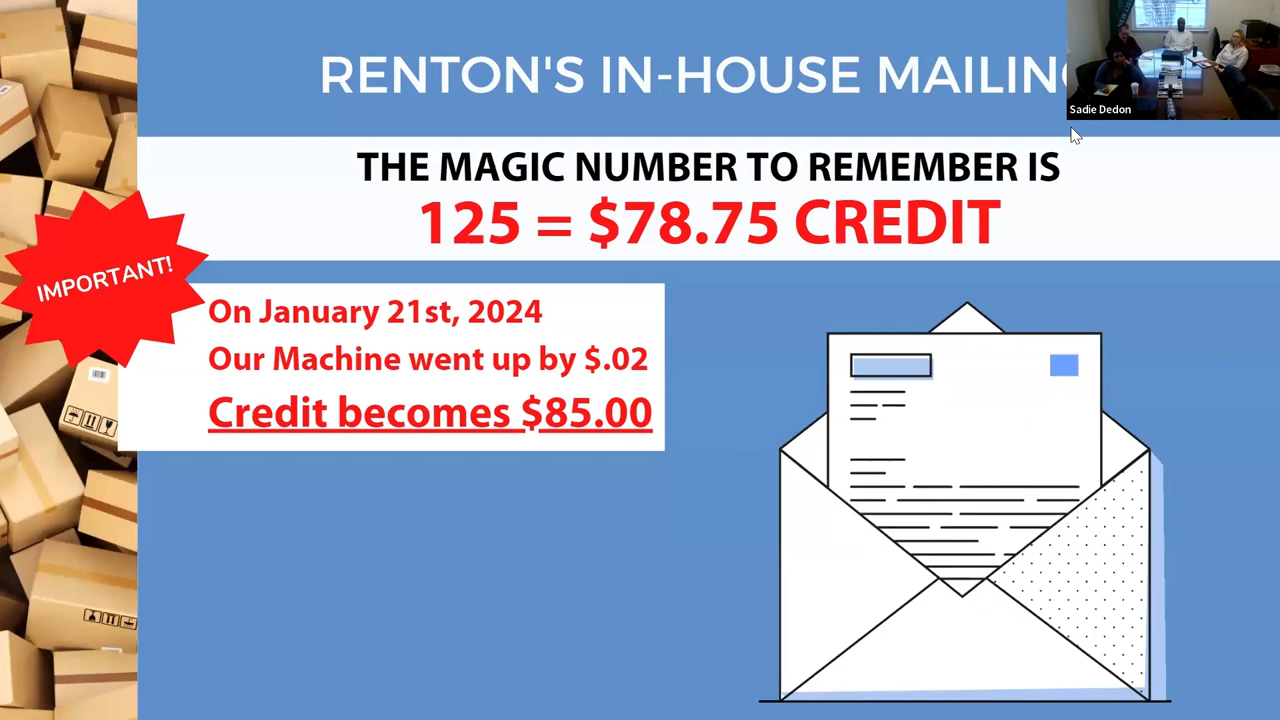 RENTON'S IN-HOUSE MAILING
Sadie Dedon
THE MAGIC NUMBER TO REMEMBER IS
125 = $78.75 CREDIT
IMPORTANT!
On January 21st, 2024
Our Machine went up by $.02
Credit becomes $85.00